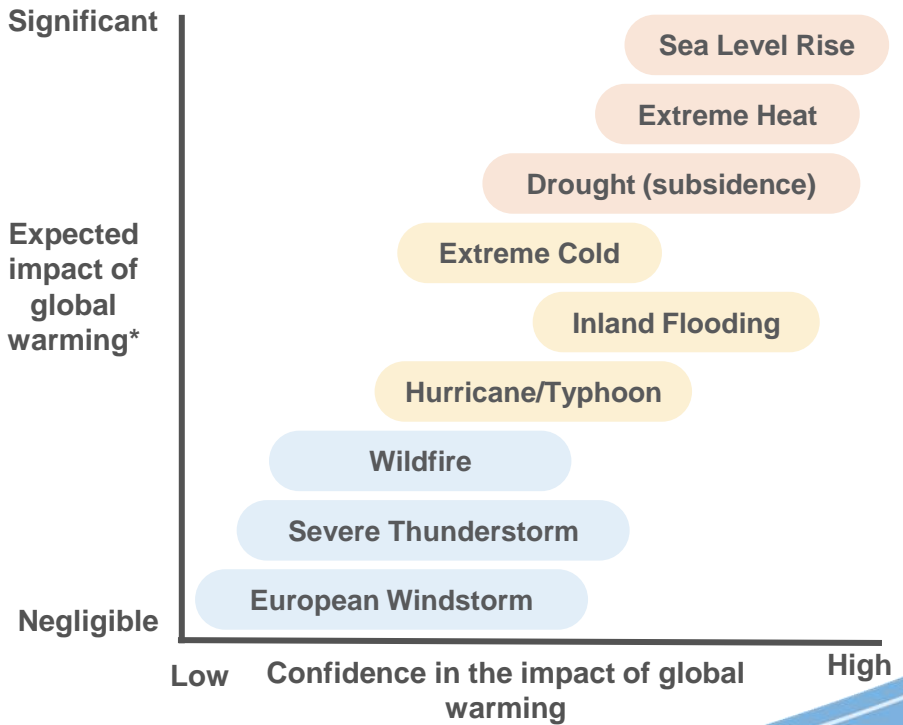 Significant
Sea Level Rise
Extreme Heat
Drought (subsidence)
Expected
impact of
global
warming*
Extreme Cold
Inland Flooding
Hurricane/Typhoon
Wildfire
Severe Thunderstorm
European Windstorm
Negligible
Low
Confidence in the impact of global
warming
High